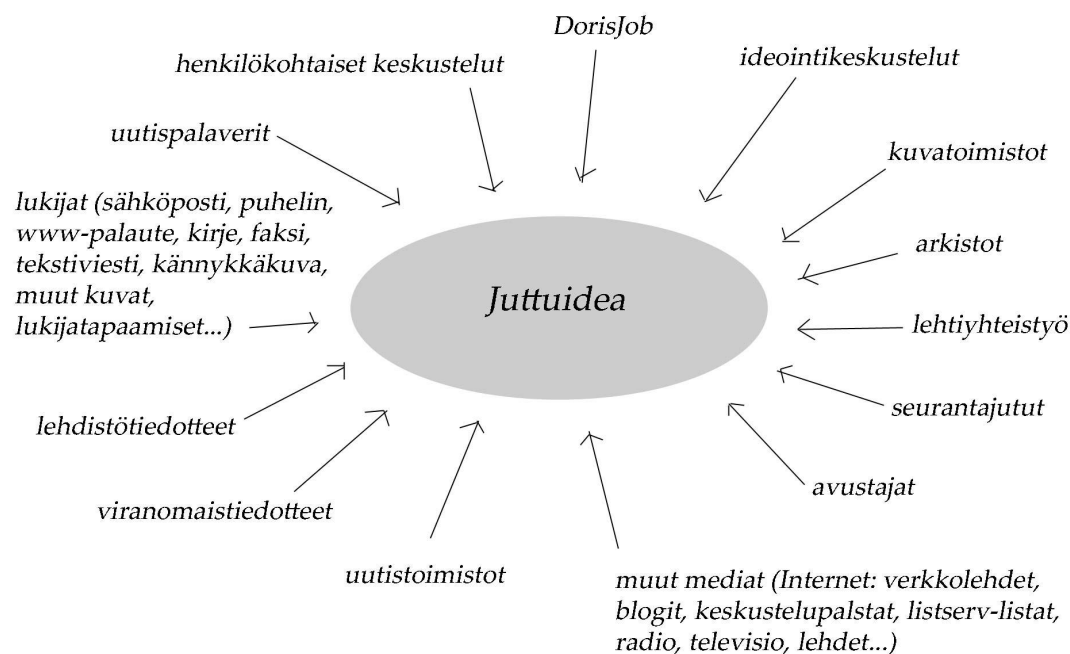 DorisJob
henkilökohtaiset keskustelut
ideointikeskustelut
uutispalaverit
kuvatoimistot
lukijat (sähköposti, puhelin,
www-palaute, kirje, faksi,
tekstiviesti, kännykkäkuva,
muut kuvat,
lukijatapaamiset...)
arkistot
Juttuidea
lehtiyhteistyö
lehdistötiedotteet
seurantajutut
viranomaistiedotteet
avustajat
uutistoimistot
muut mediat (Internet: verkkolehdet,
blogit, keskustelupalstat, listserv-listat,
radio, televisio, lehdet...)